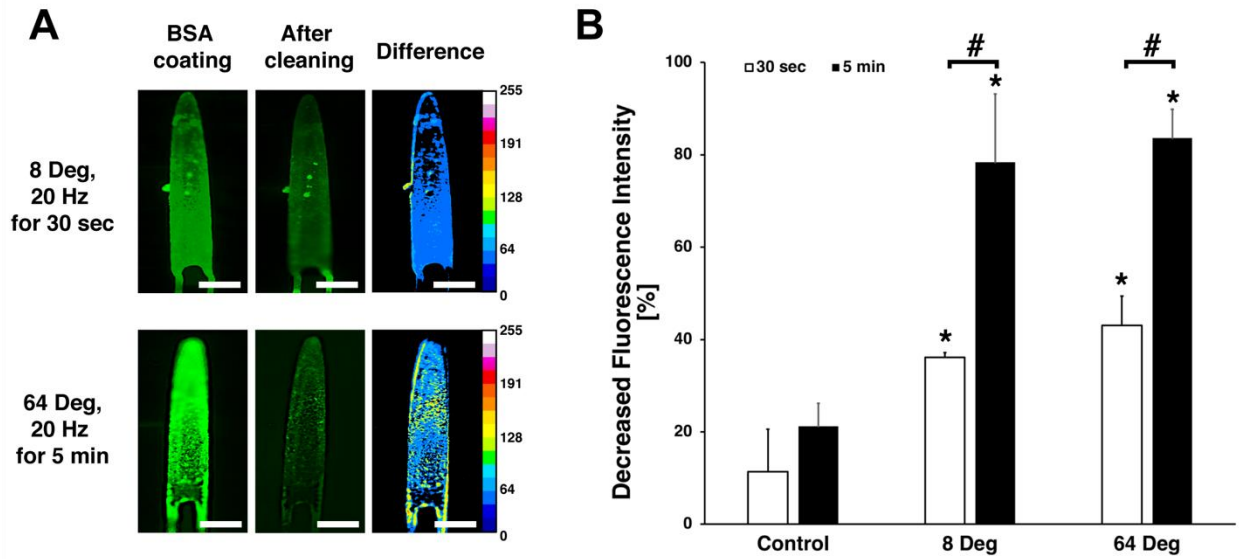 A
BSA
coating
After
cleaning
Difference
8 Deg,
20 Hz
for 30 sec
255
191
128
64
0
64 Deg,
20 Hz
for 5 min
255
191
128
64
0
B
Decreased Fluorescence Intensity
[%]
100
80
60
40
20
0
30 sec
5 min
#
#
*
*
*
*
Control
8 Deg
64 Deg